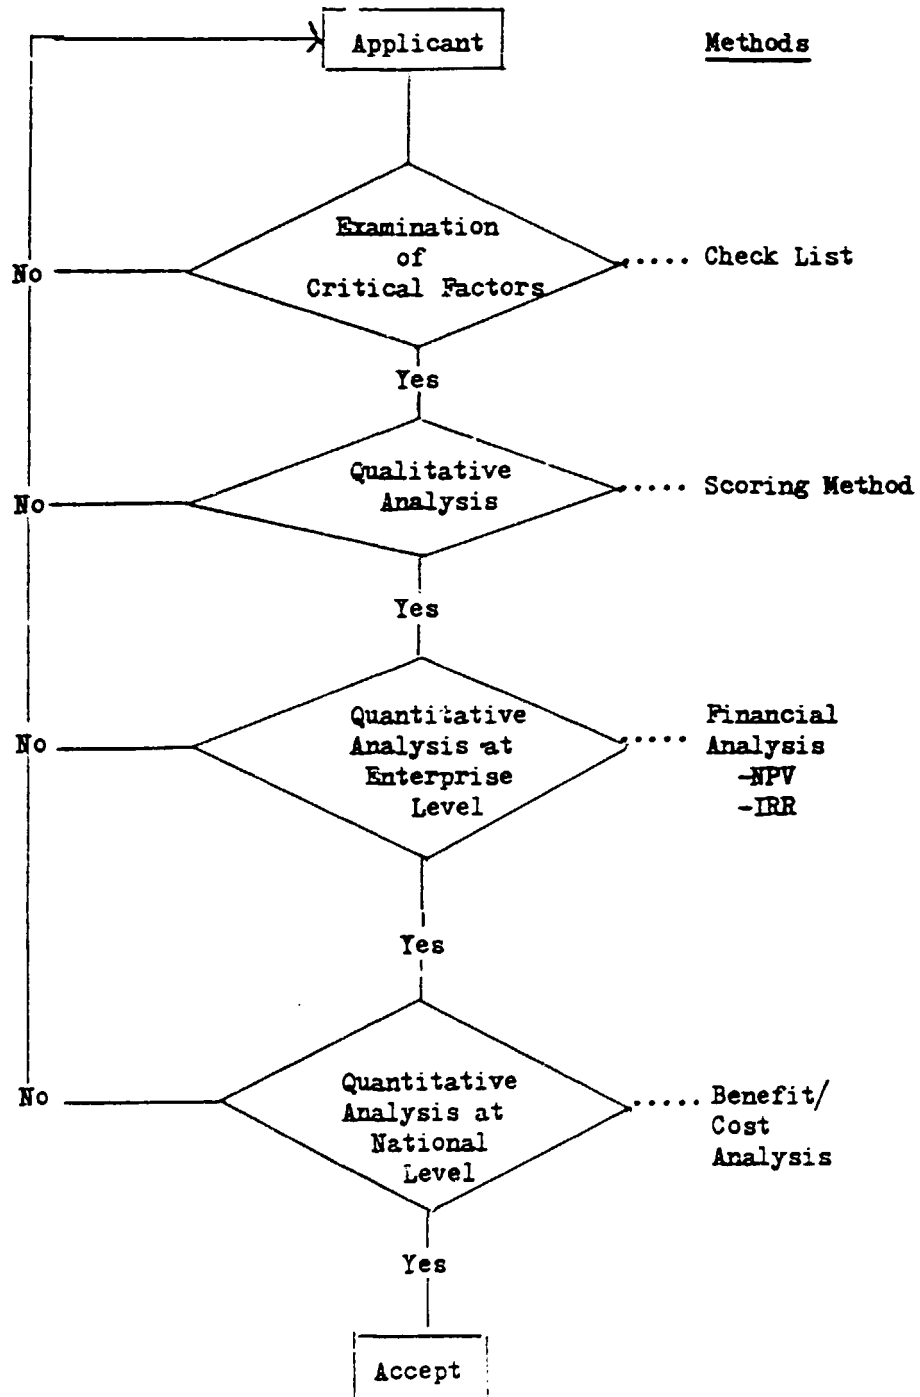 Applicant
Methods
Examination
of
Critical Factors
No
..... Check List
Yes
Qualitative
Analysis
No
..... Scoring Method
Yes
Quantitative
Analysis at
Enterprise
Level
No
..... Financial
Analysis
-NPV
-IRR
Yes
Quantitative
Analysis at
National
Level
No
..... Benefit/
Cost
Analysis
Yes
Accept